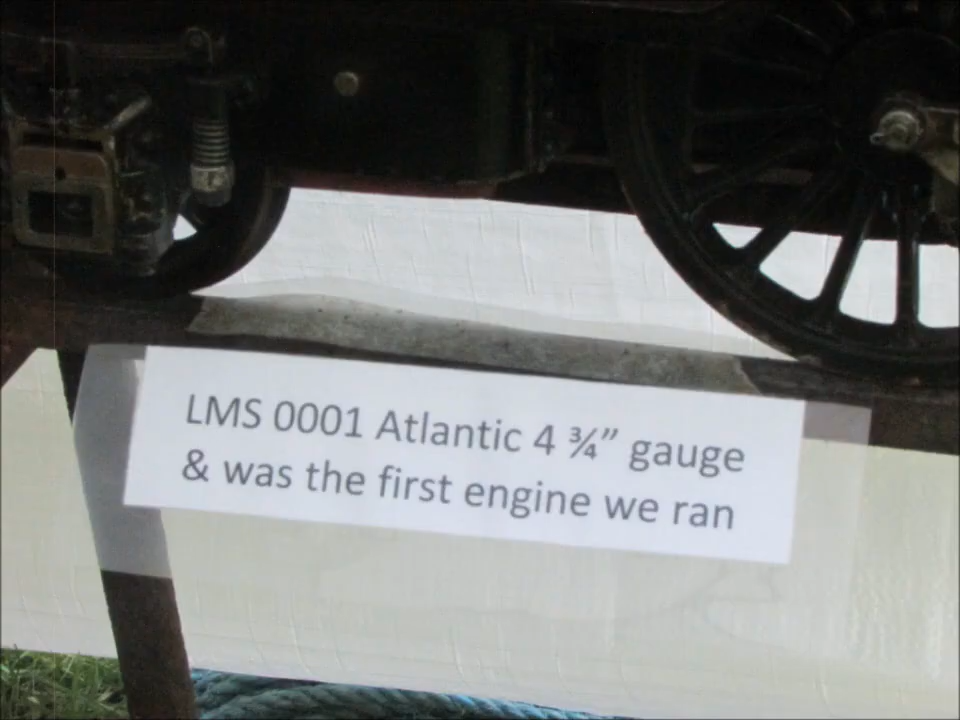 LMS 0001 Atlantic 4 ¾” gauge
& was the first engine we ran